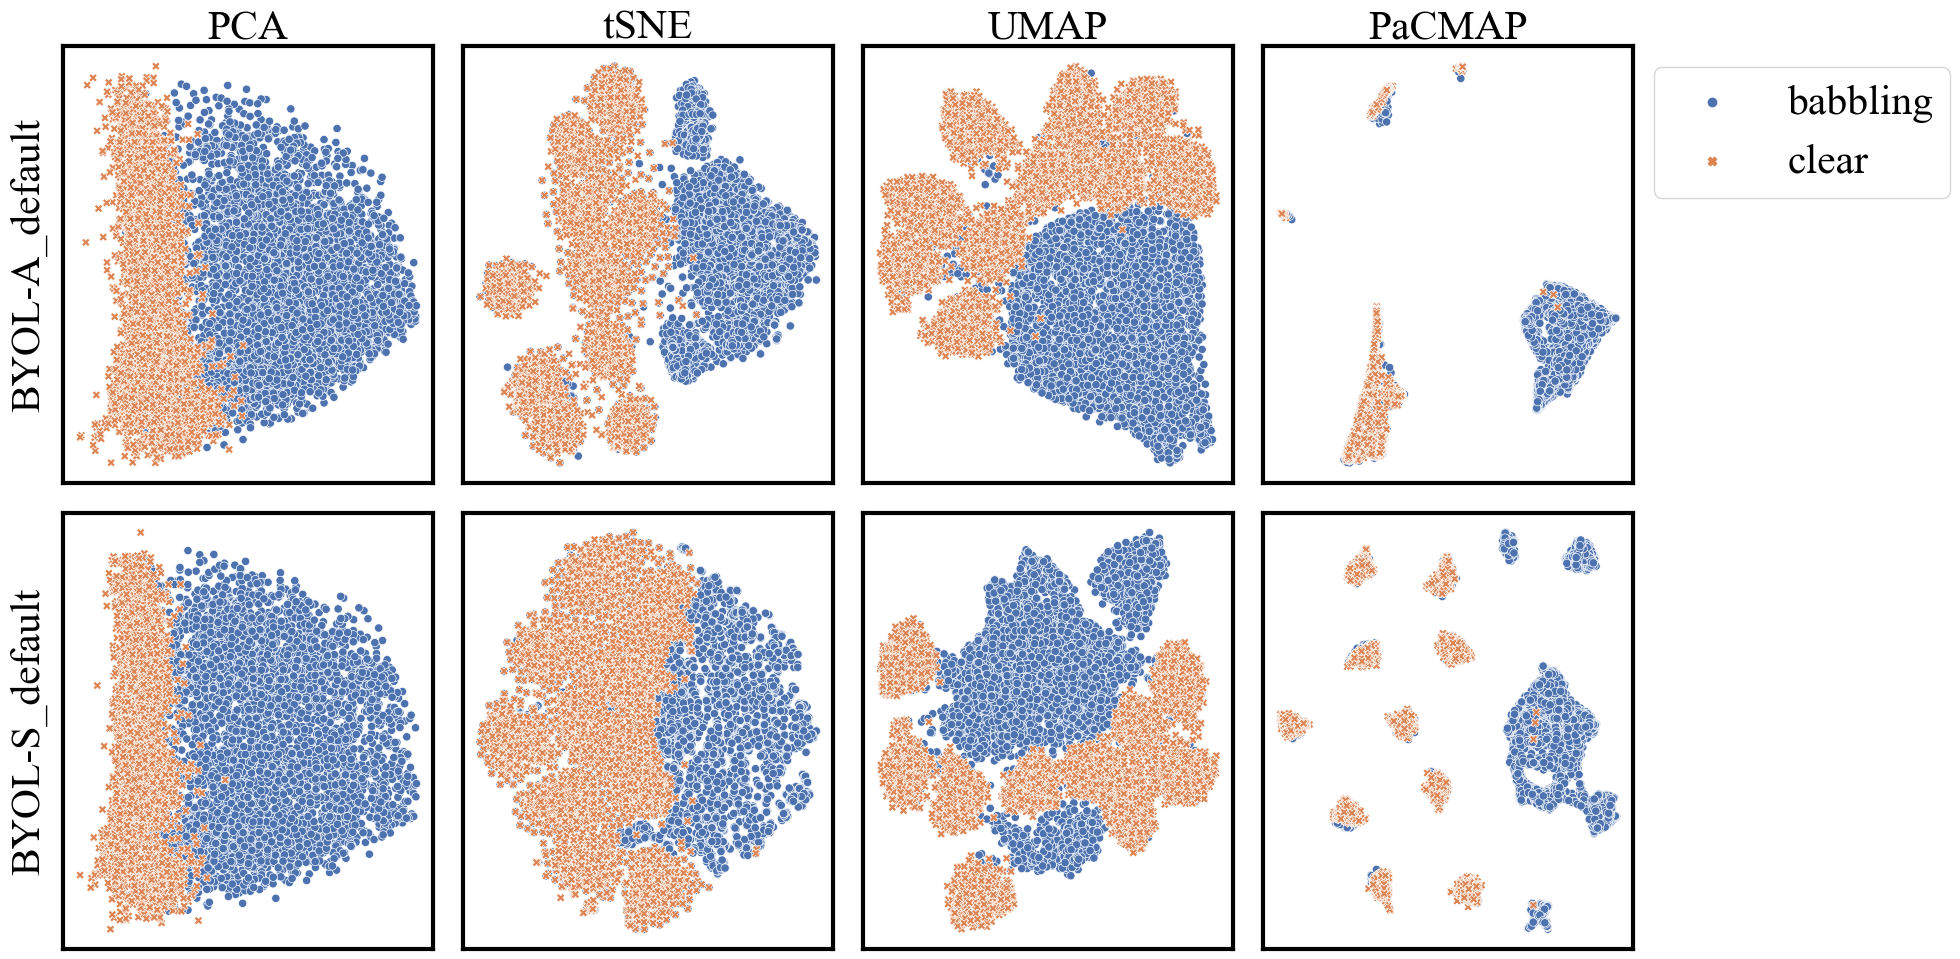 PCA
tSNE
UMAP
PaCMAP
babbling
clear
BYOL-A_default
BYOL-S_default